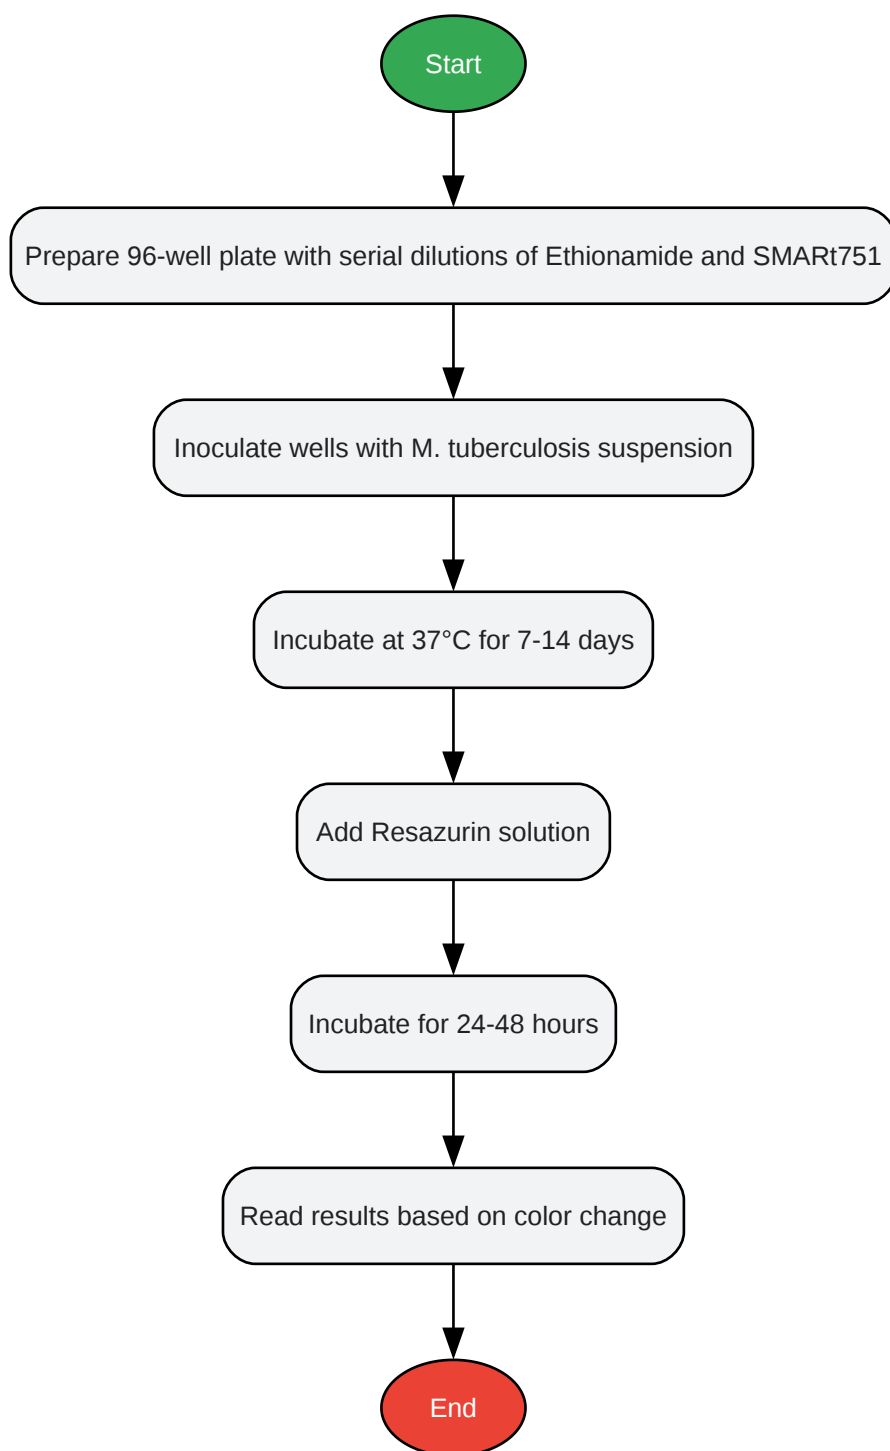 Start
Prepare 96-well plate with serial dilutions of Ethionamide and SMARt751
Inoculate wells with M. tuberculosis suspension
Incubate at 37°C for 7-14 days
Add Resazurin solution
Incubate for 24-48 hours
Read results based on color change
End